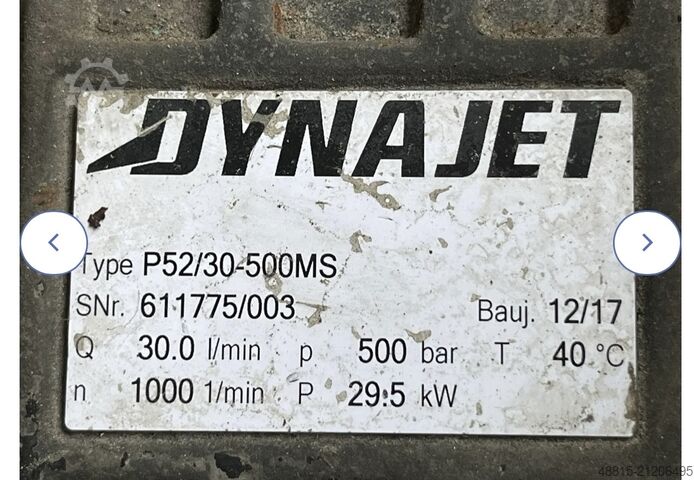 DYNAJET
Type P52/30-500MS
SNr. 611775/003 Bauj. 12/17
Q 30.0 l/min p 500 bar T 40 °C
n 1000 1/min P 29.5 kW
48815-21206495